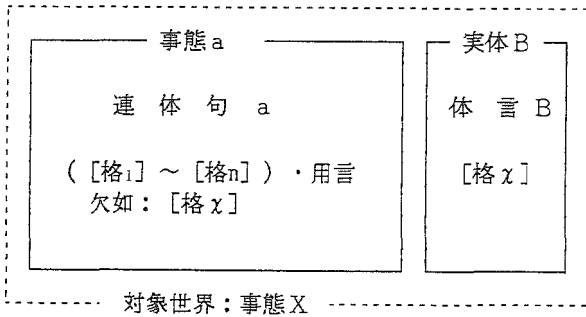 事態a 実体B
連体句a 体言B
([格1]～[格n])・用言 [格χ]
欠如：[格χ]
対象世界：事態X